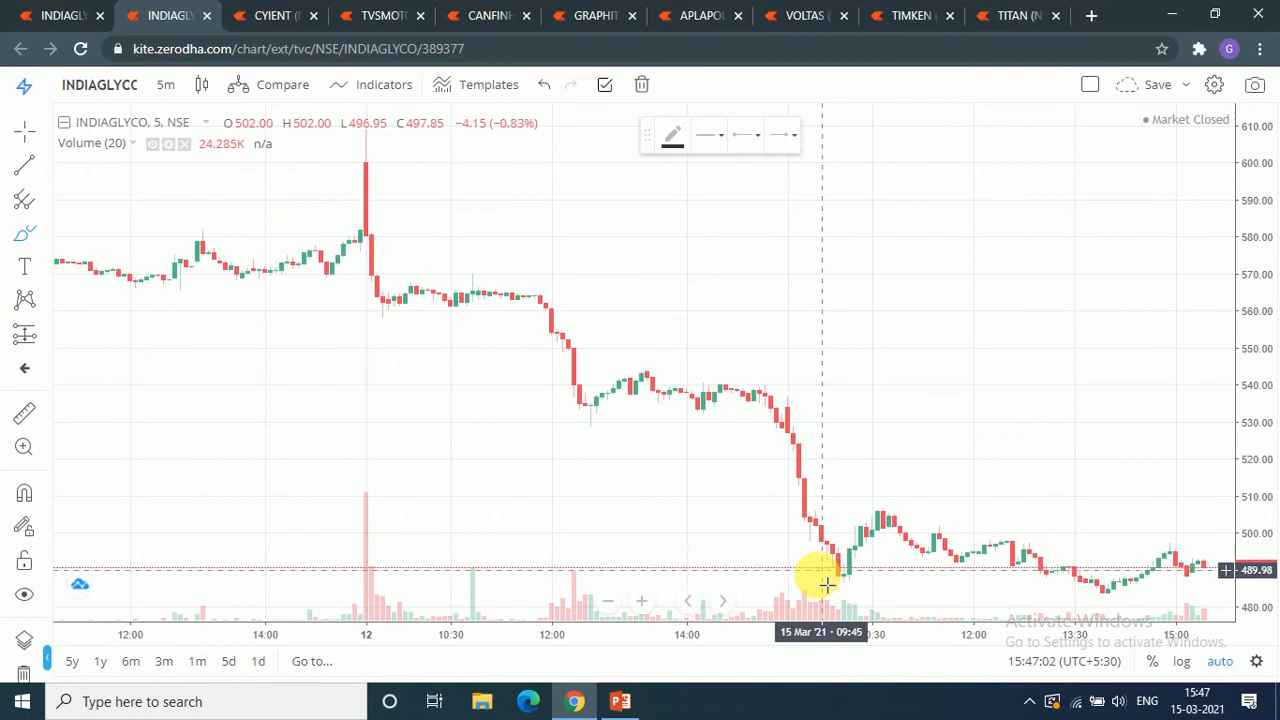 INDIAGLY
INDIAGL
CYIENT (
TVSMOT
CANFINH
GRAPHIT
APLAPOL
VOLTAS (
TIMKEN (
TITAN (N
kite.zerodha.com/chart/ext/tvc/NSE/INDIAGLYCO/389377
G
INDIAGLYCC 5m Compare Indicators Templates Save
INDIAGLYCO, 5, NSE O 502.00 H 502.00 L 496.95 C 497.85 −4.15 (−0.83%)
Market Closed
Volume (20) 24.285K n/a
610.00
600.00
590.00
580.00
570.00
560.00
550.00
540.00
530.00
520.00
510.00
500.00
489.98
480.00
12:00 14:00 12 10:30 12:00 14:00 15 Mar '21 - 09:45 :30 12:00 13:30 15:00
Activate Windows
Go to Settings to activate Windows.
5y 1y 6m 3m 1m 5d 1d Go to... 15:47:02 (UTC+5:30) % log auto
Type here to search
ENG
15:47
15-03-2021